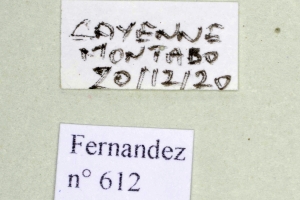 CAYENNE
MONTABO
20/12/20
Fernandez
n° 612